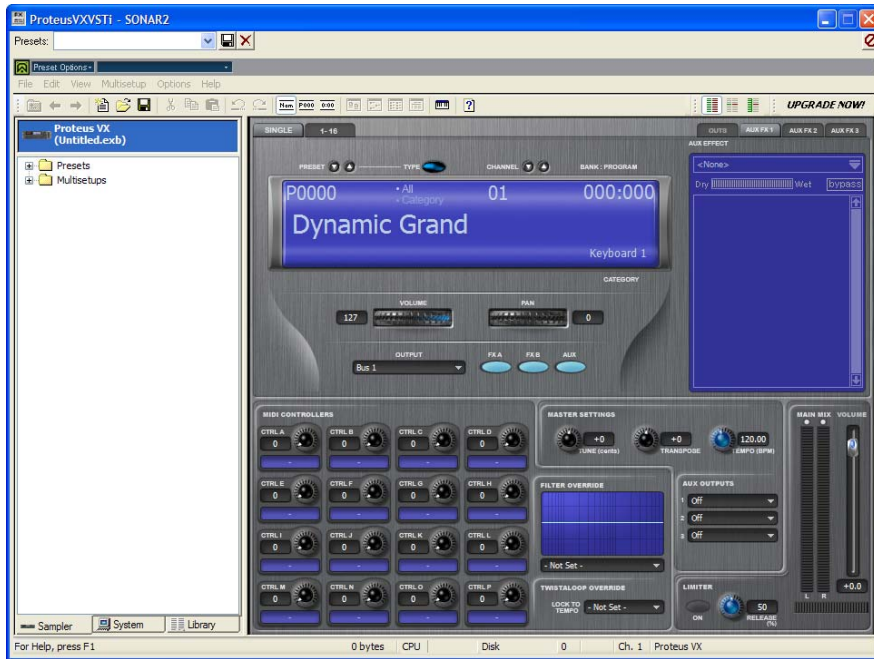 ProteusVXVSTi - SONAR2
Presets:
Preset Options
File Edit View Multisetup Options Help
Nam P000 0:00 UPGRADE NOW!
Proteus VX
(Untitled.exb)
Presets
Multisetups
SINGLE 1- 16 OUTS AUX FX 1 AUX FX 2 AUX FX 3
AUX EFFECT
PRESET TYPE CHANNEL BANK : PROGRAM
<None>
Dry Wet bypass
P0000 • All 01 000:000
• Category
Dynamic Grand
Keyboard 1
CATEGORY
VOLUME PAN
127 0
OUTPUT FX A FX B AUX
Bus 1
MIDI CONTROLLERS MASTER SETTINGS MAIN MIX VOLUME
CTRL A CTRL B CTRL C CTRL D
0 0 0 0
- - - -
+0 +0 120.00
TUNE (cents) TRANSPOSE TEMPO (BPM)
CTRL E CTRL F CTRL G CTRL H
0 0 0 0
- - - -
FILTER OVERRIDE AUX OUTPUTS
1 Off
2 Off
3 Off
CTRL I CTRL J CTRL K CTRL L
0 0 0 0
- - - -
- Not Set -
CTRL M CTRL N CTRL O CTRL P
0 0 0 0
- - - -
TWISTALOOP OVERRIDE LIMITER +0.0
LOCK TO
TEMPO - Not Set - 50 L R
ON RELEASE
(%)
Sampler System Library
For Help, press F1 0 bytes CPU Disk 0 Ch. 1 Proteus VX